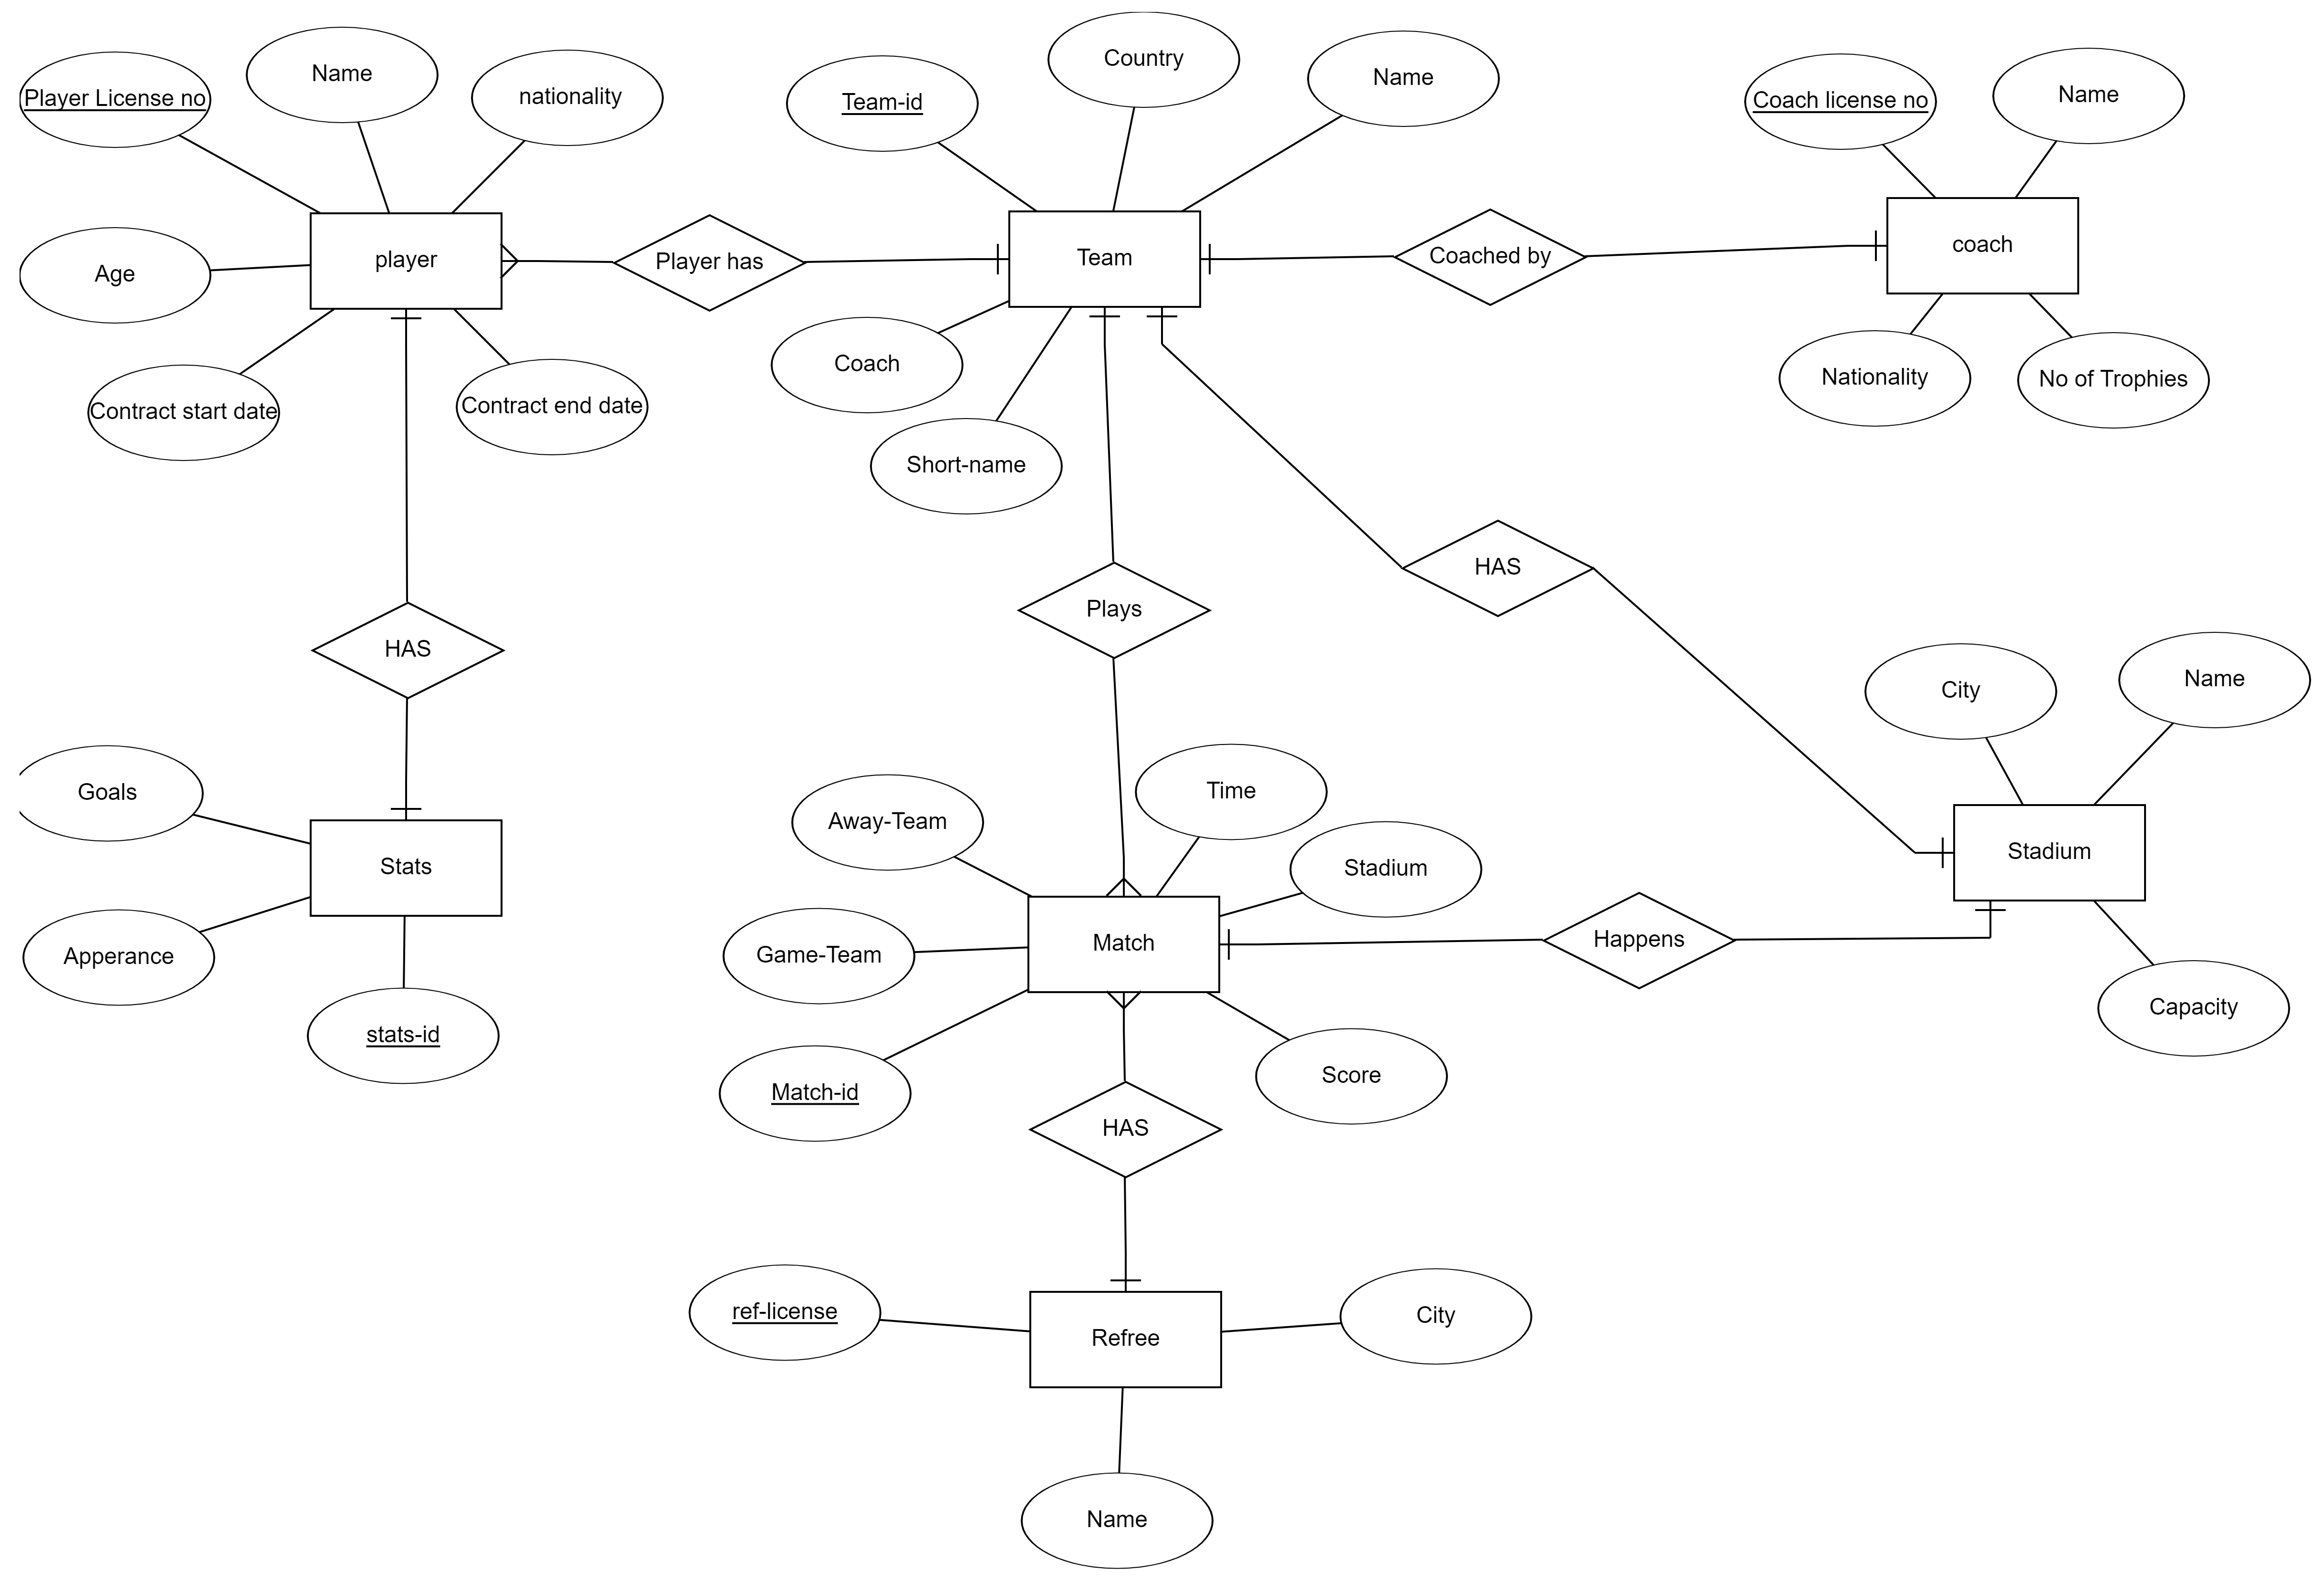 Player License no
Name
nationality
Team-id
Country
Name
Coach license no
Name
Age
player
Player has
Team
Coached by
coach
Contract start date
Contract end date
Coach
Short-name
Nationality
No of Trophies
HAS
Plays
HAS
City
Name
Goals
Stats
Apperance
stats-id
Away-Team
Time
Stadium
Stadium
Game-Team
Match
Happens
Capacity
Match-id
Score
HAS
ref-license
Refree
City
Name